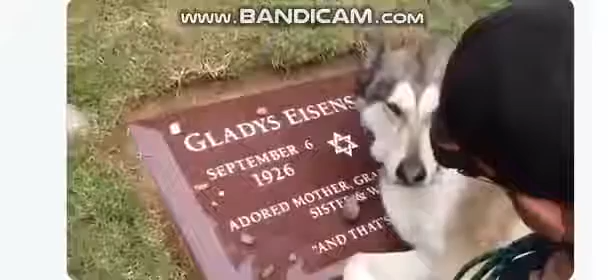 www.BANDICAM.com
GLADYS EISENS
SEPTEMBER 6
1926
ADORED MOTHER, GRA
SISTER & W
"AND THAT'S